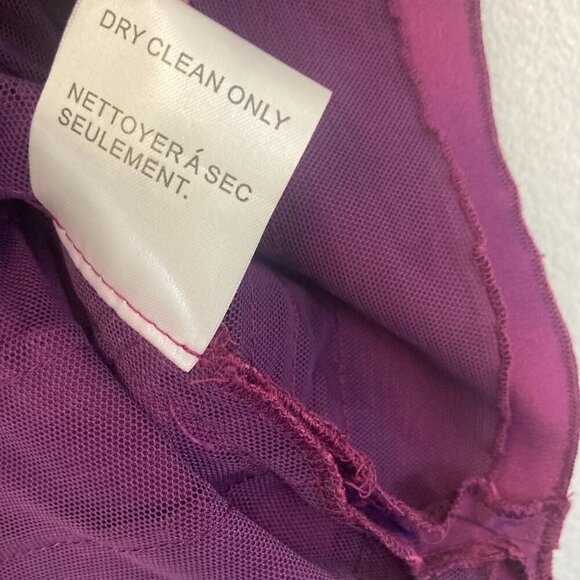 DRY CLEAN ONLY
NETTOYER Á SEC
SEULEMENT.